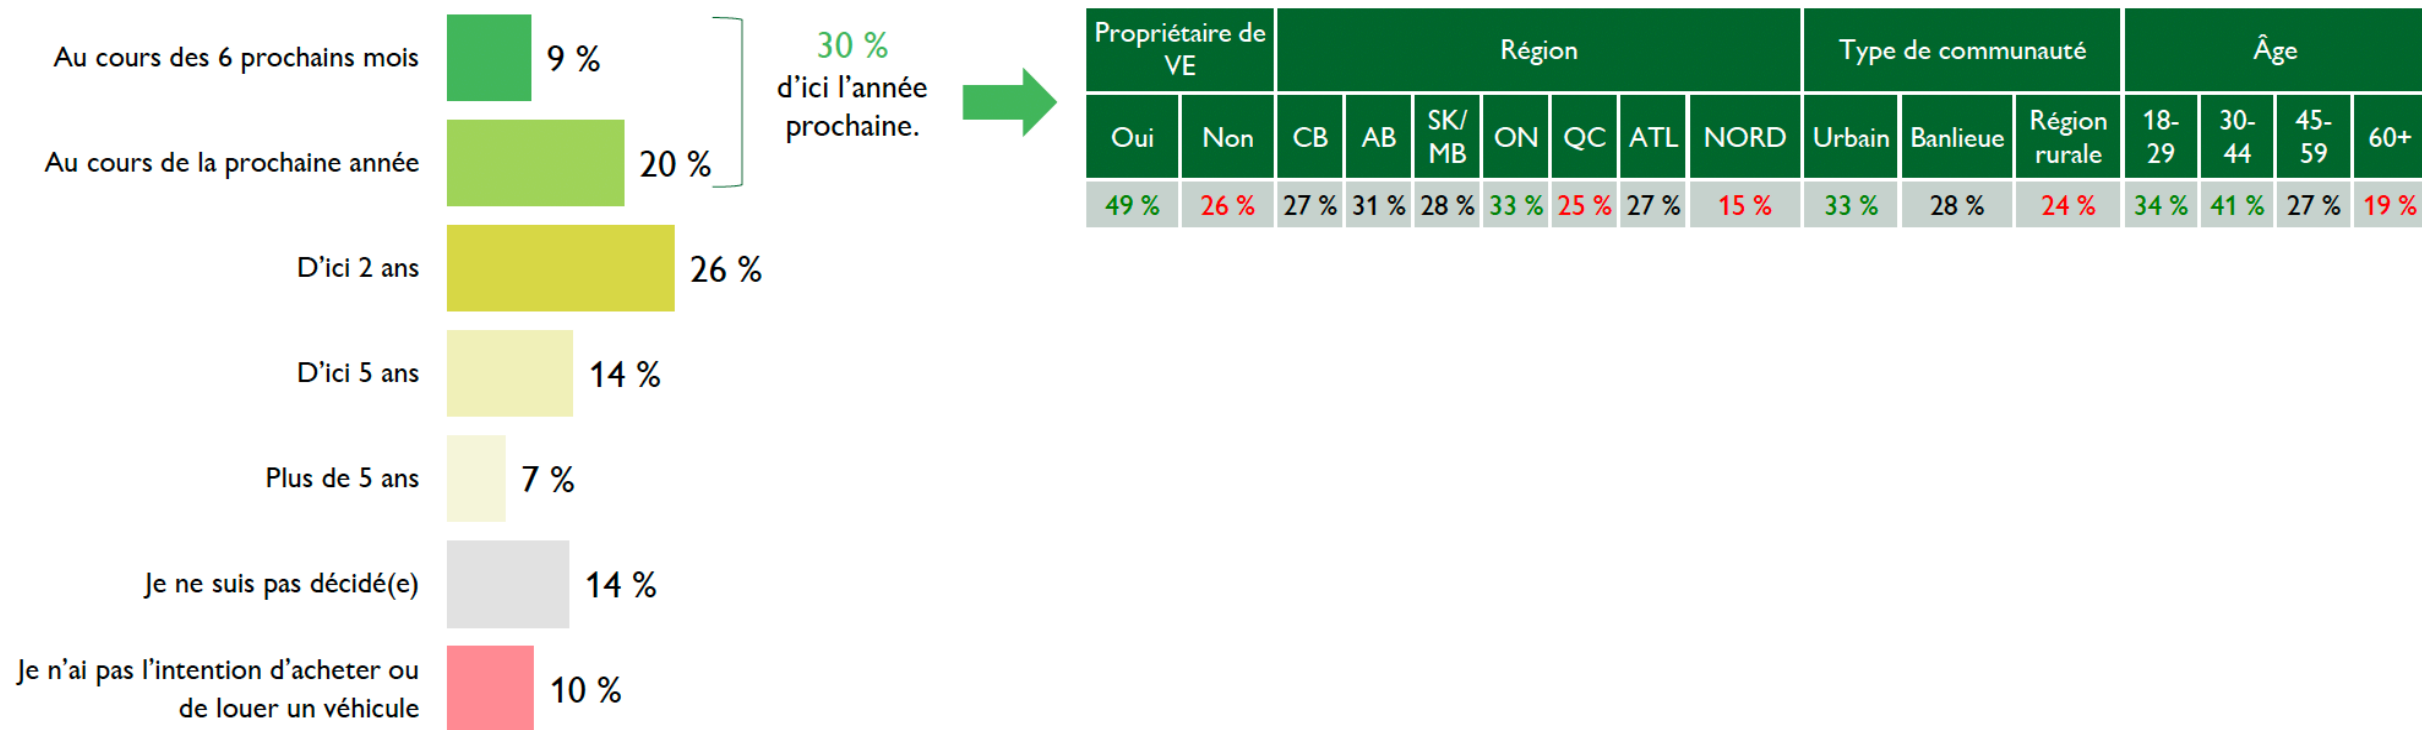 Au cours des 6 prochains mois
9 %
Au cours de la prochaine année
20 %
D'ici 2 ans
26 %
D'ici 5 ans
14 %
Plus de 5 ans
7 %
Je ne suis pas décidé(e)
14 %
Je n'ai pas l'intention d'acheter ou
de louer un véhicule
10 %
30 %
d'ici l'année
prochaine.
Propriétaire de
VE
Région
Type de communauté
Âge
Oui
Non
CB
AB
SK/
MB
ON
QC
ATL
NORD
Urbain
Banlieue
Région
rurale
18-
29
30-
44
45-
59
60+
49 %
26 %
27 %
31 %
28 %
33 %
25 %
27 %
15 %
33 %
28 %
24 %
34 %
41 %
27 %
19 %